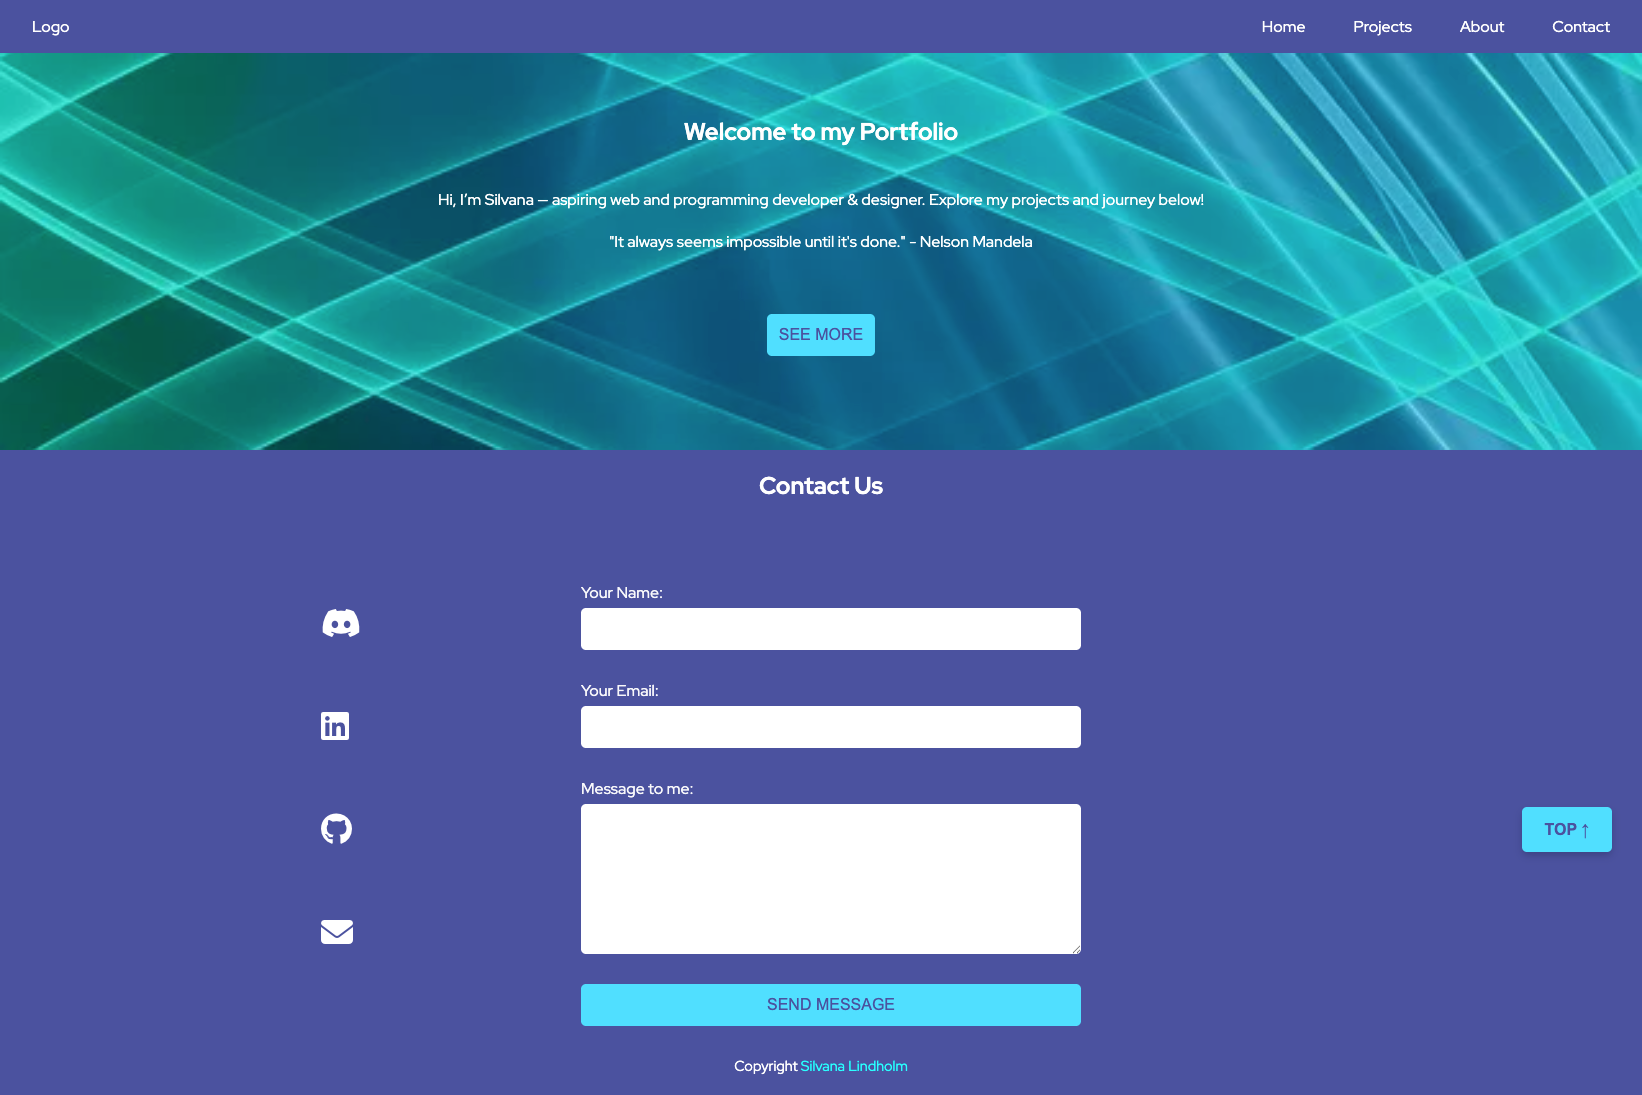 Logo
Home Projects About Contact
Welcome to my Portfolio
Hi, I’m Silvana — aspiring web and programming developer & designer. Explore my projects and journey below!
"It always seems impossible until it's done." - Nelson Mandela
SEE MORE
Contact Us
Your Name:
Your Email:
Message to me:
TOP ↑
SEND MESSAGE
Copyright Silvana Lindholm